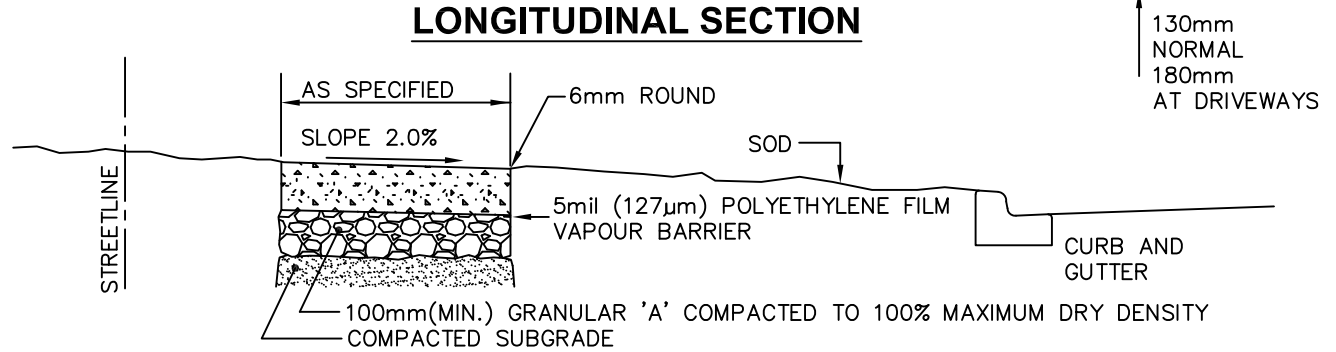 LONGITUDINAL SECTION
130mm
NORMAL
180mm
AT DRIVEWAYS
AS SPECIFIED
6mm ROUND
SLOPE 2.0%
SOD
STREETLINE
5mil (127µm) POLYETHYLENE FILM
VAPOUR BARRIER
CURB AND
GUTTER
100mm(MIN.) GRANULAR 'A' COMPACTED TO 100% MAXIMUM DRY DENSITY
COMPACTED SUBGRADE